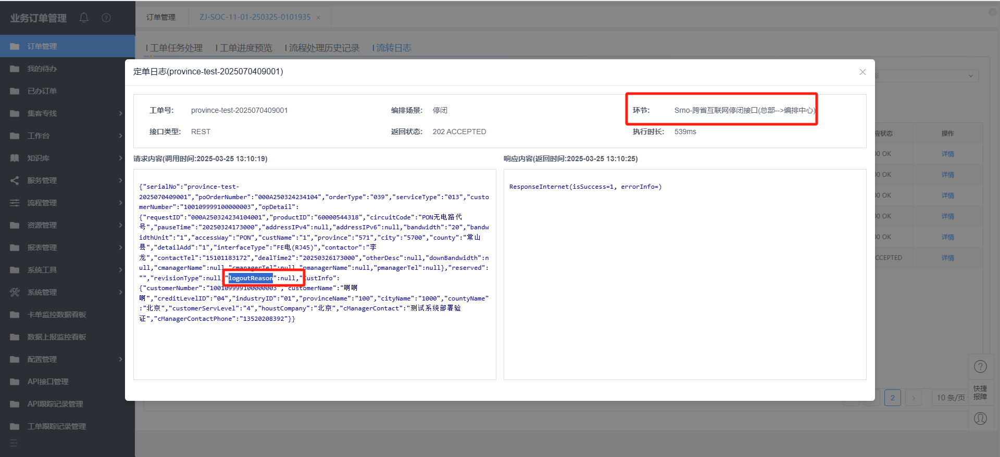 业务订单管理
订单管理
ZJ-SOC-11-01-250325-0101935 ×
订单管理
我的待办
已办订单
集客专线
工作台
知识库
服务管理
流程管理
资源管理
报表管理
系统工具
系统管理
卡单监控数据看板
数据上报监控看板
配置管理
API接口管理
API跟踪记录管理
工单跟踪记录管理
工单任务处理
工单进度预览
流程处理历史记录
流转日志
定单日志(province-test-2025070409001)
工单号: province-test-2025070409001
编排场景: 停闭
环节: Srno-跨省互联网停闭接口(总部-->编排中心)
接口类型: REST
返回状态: 202 ACCEPTED
执行时长: 539ms
请求内容(调用时间:2025-03-25 13:10:19)
{"serialNo":"province-test-
2025070409001","poOrderNumber":"000A250324234104","orderType":"039","serviceType":"013","custo
merNumber":"100109999100000003","opDetail":
{"requestID":"000A250324234104001","productID":"60000544318","circuitCode":"PON无电路代
号","pauseTime":"20250324173000","addressIPv4":null,"addressIPv6":null,"bandwidth":"20","bandw
idthUnit":"1","accessWay":"PON","custName":"1","province":"571","city":"5700","county":"常山
县","detailAdd":"1","interfaceType":"FE电(RJ45)","contactor":"李
龙","contactTel":"15101183172","dealTime2":"20250326173000","otherDesc":null,"downBandwidth":n
ull,"cmanagerName":null,"cmanagerTel":null,"pmanagerName":null,"pmanagerTel":null},"reserved":
"","revisionType":null,"logoutReason":null,"custInfo":
{"customerNumber":"100109999100000003","customerName":"啊啊
啊","creditLevelID":"04","industryID":"01","provinceName":"100","cityName":"1000","countyName"
:"北京","customerServLevel":"4","houstCompany":"北京","cManagerContact":"测试系统部署验
证","cManagerContactPhone":"13520208392"}}
响应内容(返回时间:2025-03-25 13:10:25)
ResponseInternet(isSuccess=1, errorInfo=)
应状态
操作
00 OK
详情
00 OK
详情
00 OK
详情
00 OK
详情
00 OK
详情
CCEPTED
详情
2
10 条/页
快捷
报障